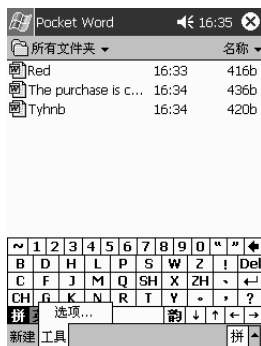 Pocket Word 16:35
所有文件夹 名称
Red 16:33 416b
The purchase is c... 16:34 436b
Tyhnb 16:34 420b
~ 1 2 3 4 5 6 7 8 9 0 “ ”
B D H L P S W Z ! Del
C F J M Q SH X ZH 、
CH G K N R T Y 。 , ?
拼 选项... 韵
新建 工具 拼